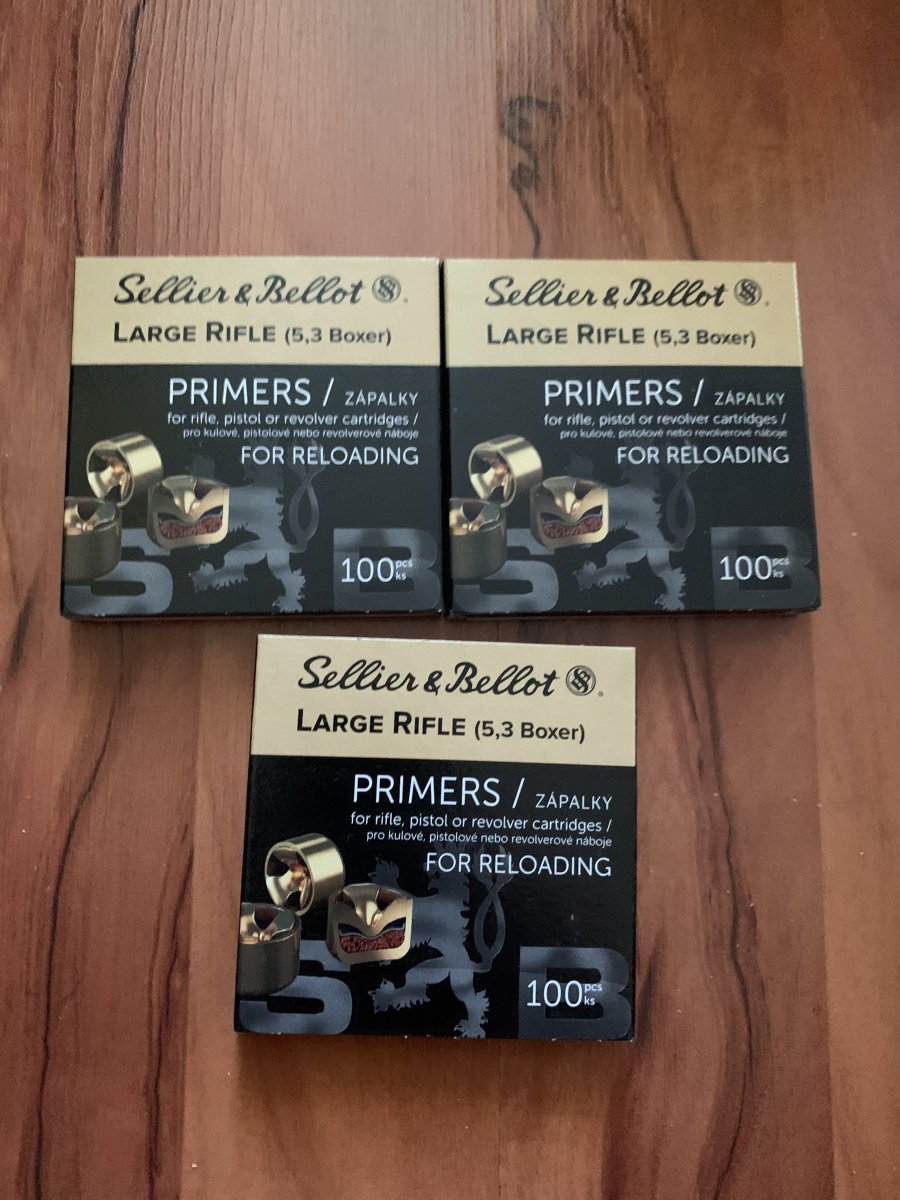 Sellier & Bellot
LARGE RIFLE (5,3 Boxer)
PRIMERS / ZÁPALKY
for rifle, pistol or revolver cartridges /
pro kulové, pistolové nebo revolverové náboje
FOR RELOADING
100 pcs
ks
SB
Sellier & Bellot
LARGE RIFLE (5,3 Boxer)
PRIMERS / ZÁPALKY
for rifle, pistol or revolver cartridges /
pro kulové, pistolové nebo revolverové náboje
FOR RELOADING
100 pcs
ks
SB
Sellier & Bellot
LARGE RIFLE (5,3 Boxer)
PRIMERS / ZÁPALKY
for rifle, pistol or revolver cartridges /
pro kulové, pistolové nebo revolverové náboje
FOR RELOADING
100 pcs
ks
SB